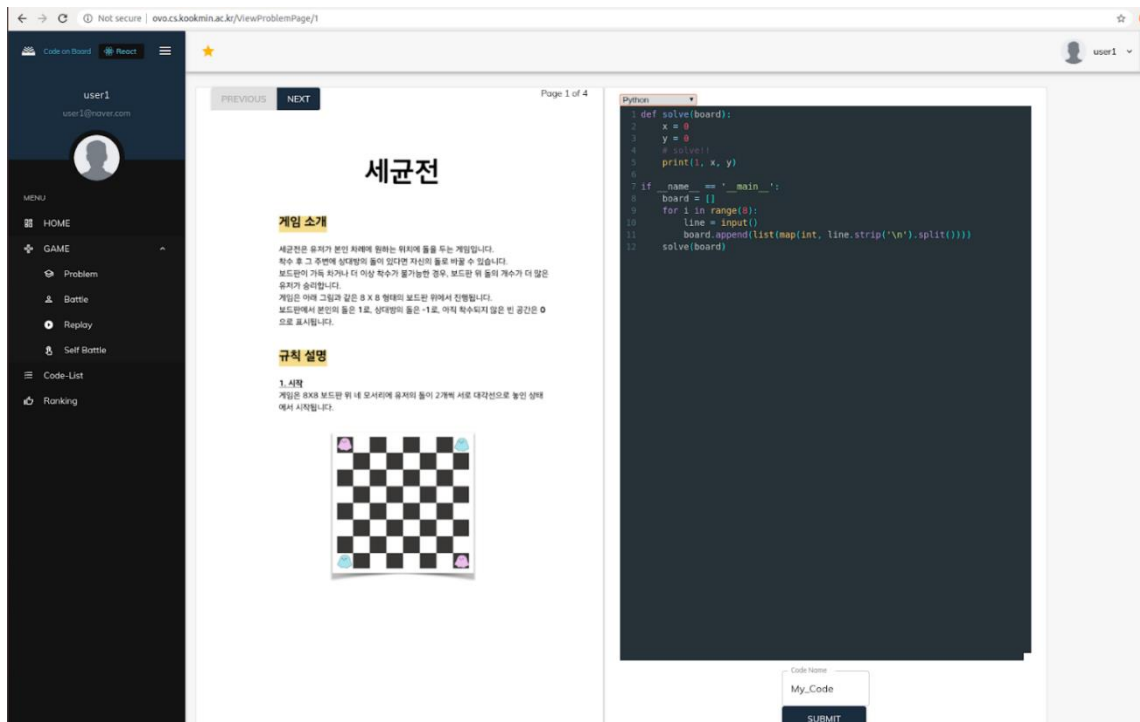 Not secure | ovo.cs.kookmin.ac.kr/ViewProblemPage/1
Code on Board React
user1
user1
user1@naver.com
MENU
HOME
GAME
Problem
Battle
Replay
Self Battle
Code-List
Ranking
PREVIOUS NEXT
Page 1 of 4
세균전
게임 소개
세균전은 유저가 본인 차례에 원하는 위치에 돌을 두는 게임입니다.
착수 후 그 주변에 상대방의 돌이 있다면 자신의 돌로 바꿀 수 있습니다.
보드판이 가득 차거나 더 이상 착수가 불가능한 경우, 보드판 위 돌의 개수가 더 많은
유저가 승리합니다.
게임은 아래 그림과 같은 8 X 8 형태의 보드판 위에서 진행됩니다.
보드판에서 본인의 돌은 1로, 상대방의 돌은 -1로, 아직 착수되지 않은 빈 공간은 0
으로 표시됩니다.
규칙 설명
1. 시작
게임은 8X8 보드판 위 네 모서리에 유저의 돌이 2개씩 서로 대각선으로 놓인 상태
에서 시작됩니다.
Python
1 def solve(board):
2 x = 0
3 y = 0
4 # solve!!
5 print(1, x, y)
6
7 if __name__ == '__main__':
8 board = []
9 for i in range(8):
10 line = input()
11 board.append(list(map(int, line.strip('\n').split())))
12 solve(board)
Code Name
My_Code
SUBMIT